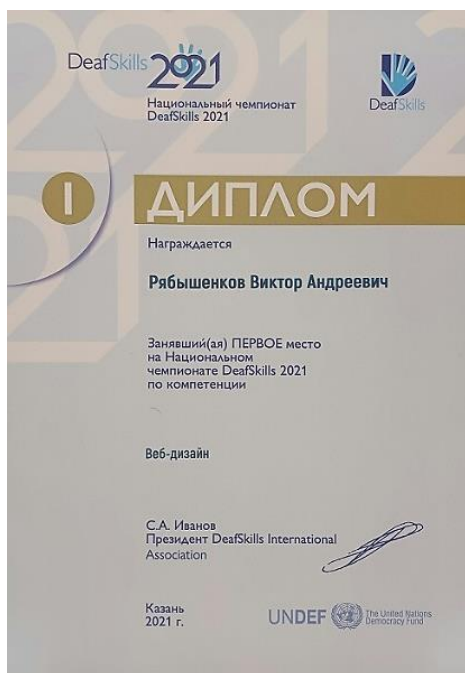 DeafSkills 2021
Национальный чемпионат
DeafSkills 2021
DeafSkills
I
ДИПЛОМ
Награждается
Рябышенков Виктор Андреевич
Занявший(ая) ПЕРВОЕ место
на Национальном
чемпионате DeafSkills 2021
по компетенции
Веб-дизайн
С.А. Иванов
Президент DeafSkills International
Association
Казань
2021 г.
UNDEF
The United Nations
Democracy Fund